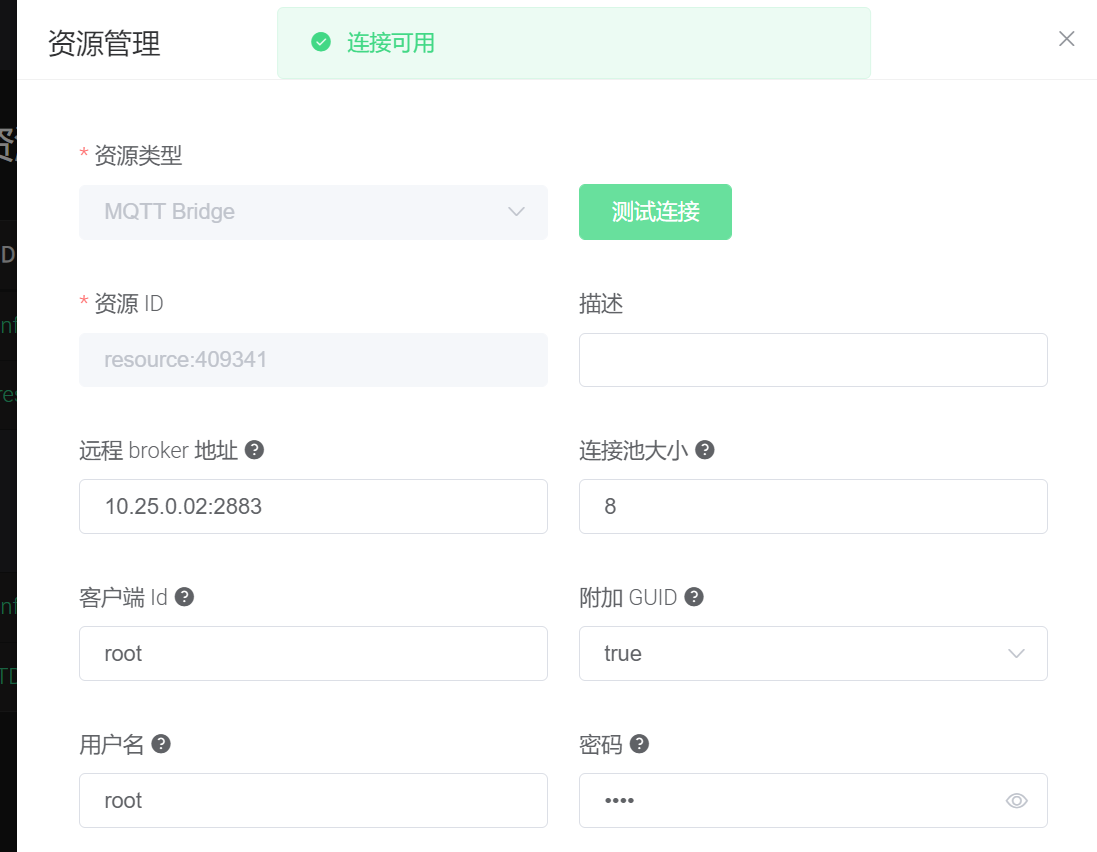 资源管理
连接可用
* 资源类型
MQTT Bridge
测试连接
* 资源 ID
描述
resource:409341
远程 broker 地址
连接池大小
10.25.0.02:2883
8
客户端 Id
附加 GUID
root
true
用户名
密码
root
••••